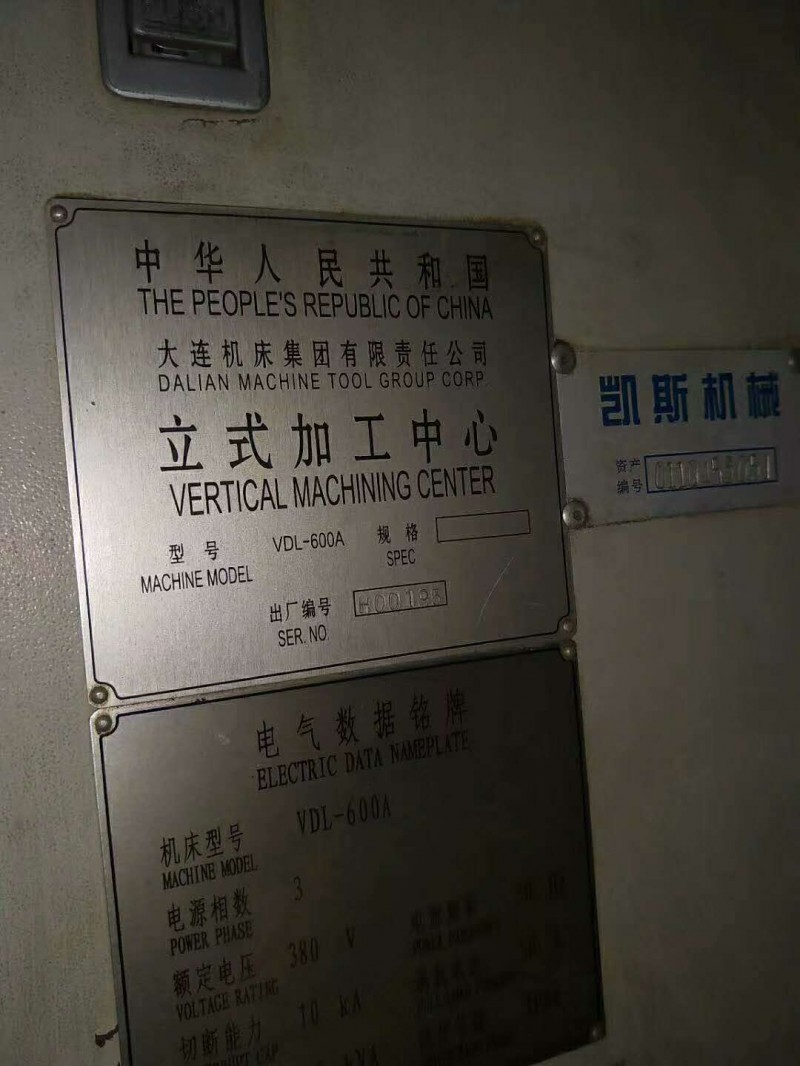 中华人民共和国
THE PEOPLE'S REPUBLIC OF CHINA
大连机床集团有限责任公司
DALIAN MACHINE TOOL GROUP CORP.
立式加工中心
VERTICAL MACHINING CENTER
型号 VDL-600A 规格
MACHINE MODEL SPEC
出厂编号 H00195
SER. NO.
凯斯机械
资产
编号
电气数据铭牌
ELECTRIC DATA NAMEPLATE
机床型号 VDL-600A
MACHINE MODEL
电源相数 3
POWER PHASE
额定电压 380 V
VOLTAGE RATING
切断能力 10 kA
kVA